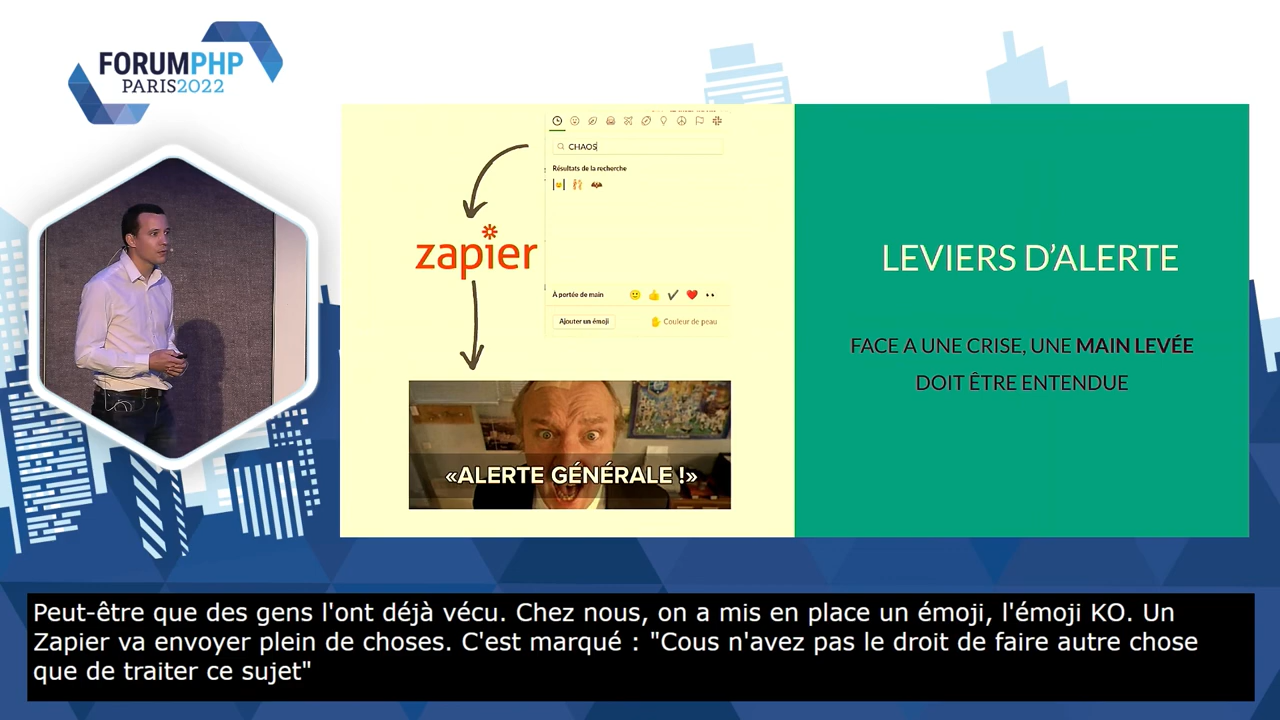 FORUMPHP
PARIS2022
CHAOS
Résultats de la recherche
zapier
À portée de main
Ajouter un émoji
Couleur de peau
«ALERTE GÉNÉRALE !»
LEVIERS D'ALERTE
FACE A UNE CRISE, UNE MAIN LEVÉE
DOIT ÊTRE ENTENDUE
Peut-être que des gens l'ont déjà vécu. Chez nous, on a mis en place un émoji, l'émoji KO. Un
Zapier va envoyer plein de choses. C'est marqué : "Cous n'avez pas le droit de faire autre chose
que de traiter ce sujet"